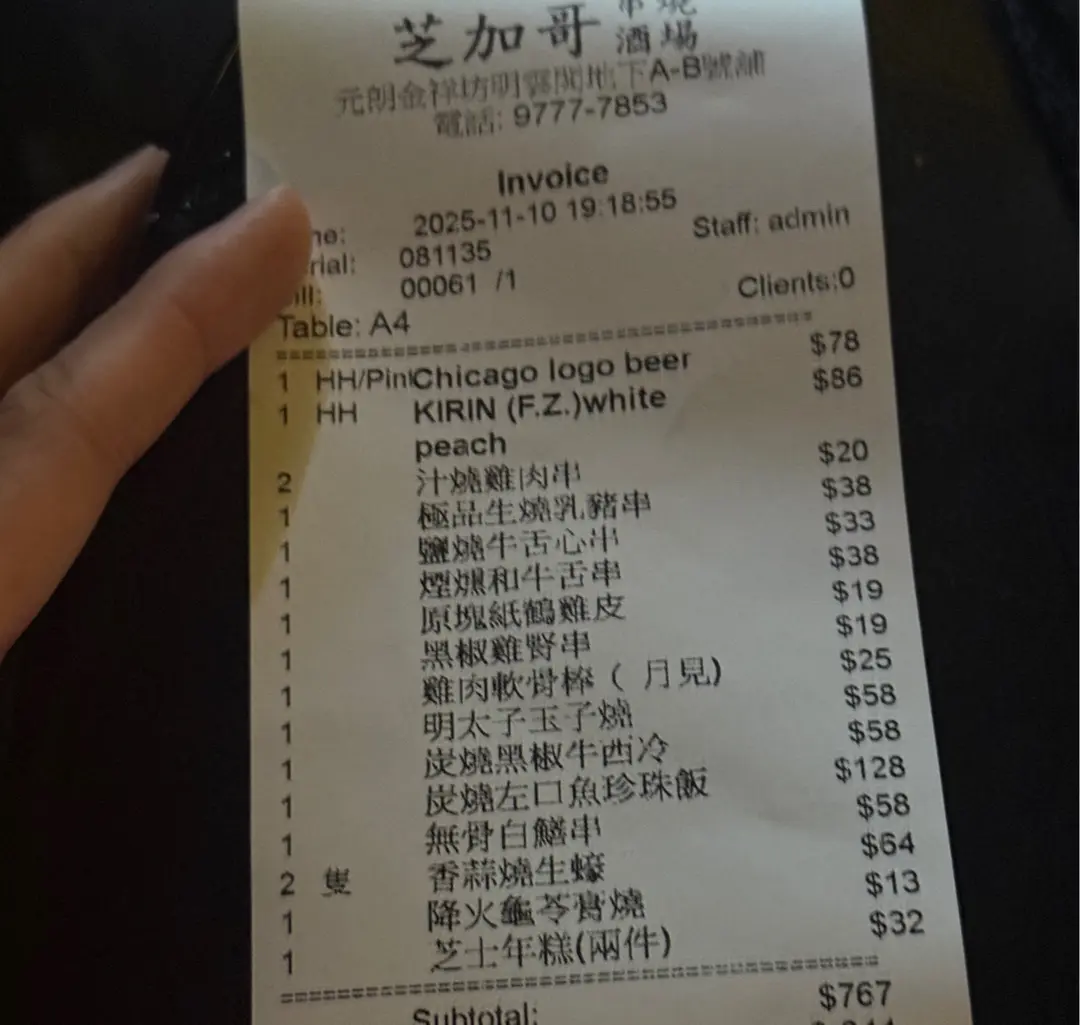 芝加哥 串燒
酒場
元朗金祥坊明雲閣地下A-B號舖
電話: 9777-7853
Invoice
2025-11-10 19:18:55
081135 Staff: admin
00061 /1
Table: A4 Clients:0
1 HH/Pin Chicago logo beer $78
1 HH KIRIN (F.Z.)white $86
peach
2 汁燒雞肉串 $20
1 極品生燒乳豬串 $38
1 鹽燒牛舌心串 $33
1 煙燻和牛舌串 $38
1 原塊紙鶴雞皮 $19
1 黑椒雞腎串 $19
1 雞肉軟骨棒 ( 月見) $25
1 明太子玉子燒 $58
1 炭燒黑椒牛西冷 $58
1 炭燒左口魚珍珠飯 $128
1 無骨白鱔串 $58
2 隻 香蒜燒生蠔 $64
1 降火龜苓膏燒 $13
1 芝士年糕(兩件) $32
Subtotal: $767